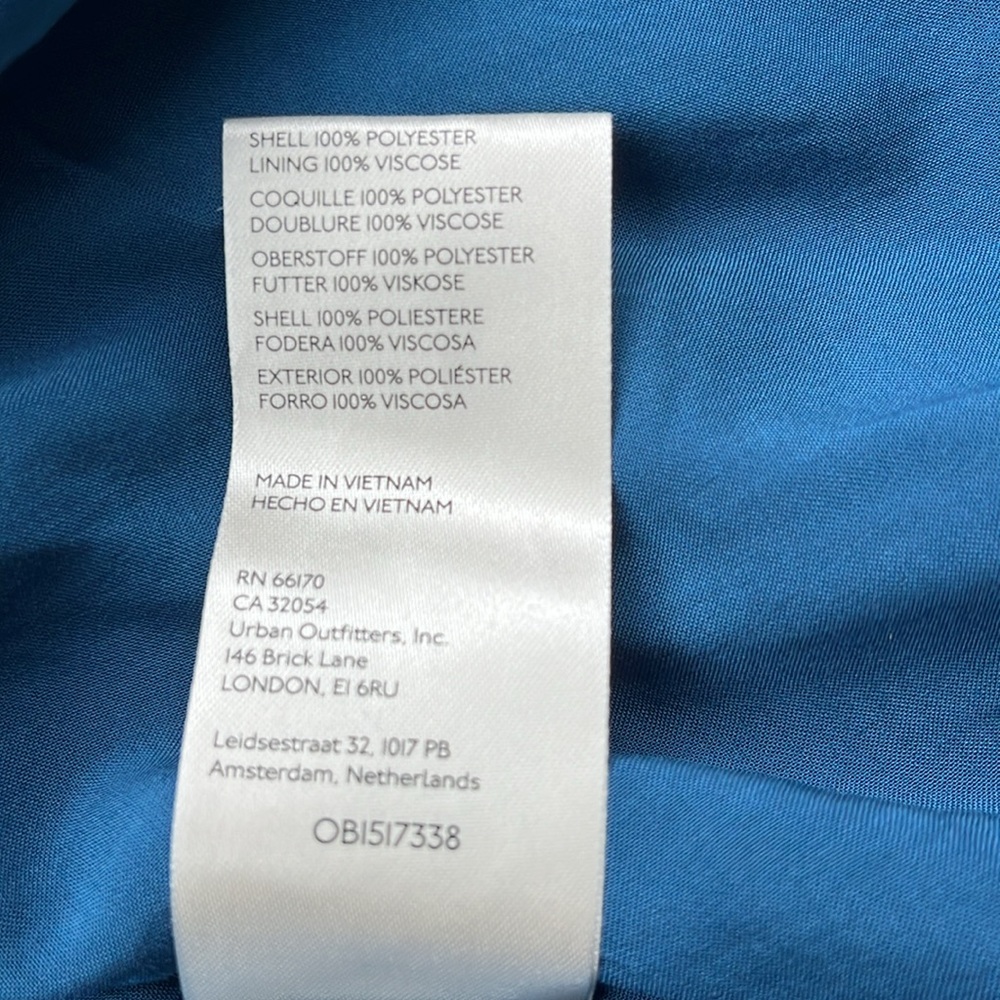 SHELL 100% POLYESTER
LINING 100% VISCOSE
COQUILLE 100% POLYESTER
DOUBLURE 100% VISCOSE
OBERSTOFF 100% POLYESTER
FUTTER 100% VISKOSE
SHELL 100% POLIESTERE
FODERA 100% VISCOSA
EXTERIOR 100% POLIÉSTER
FORRO 100% VISCOSA
MADE IN VIETNAM
HECHO EN VIETNAM
RN 66170
CA 32054
Urban Outfitters, Inc.
146 Brick Lane
LONDON, E1 6RU
Leidsestraat 32, 1017 PB
Amsterdam, Netherlands
OB1517338